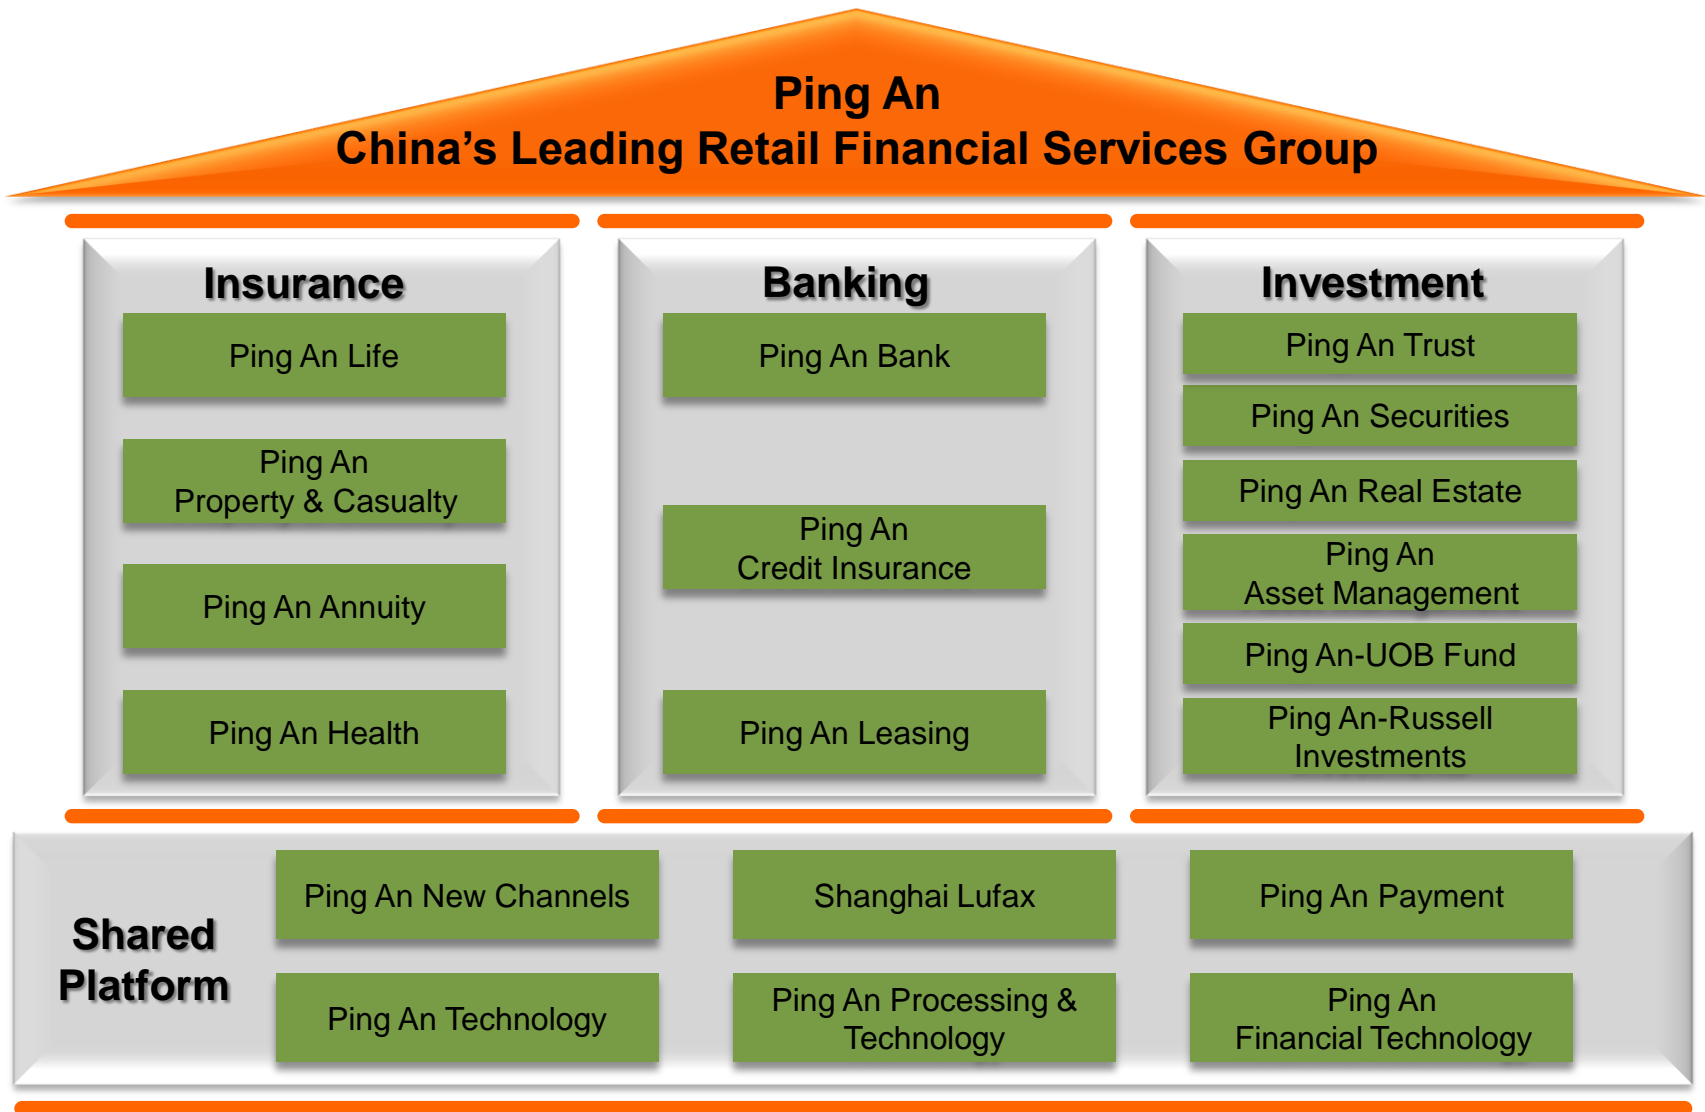 Ping An
China’s Leading Retail Financial Services Group
Insurance
Ping An Life
Ping An
Property & Casualty
Ping An Annuity
Ping An Health
Banking
Ping An Bank
Ping An
Credit Insurance
Ping An Leasing
Investment
Ping An Trust
Ping An Securities
Ping An Real Estate
Ping An
Asset Management
Ping An-UOB Fund
Ping An-Russell
Investments
Shared
Platform
Ping An New Channels
Shanghai Lufax
Ping An Payment
Ping An Technology
Ping An Processing &
Technology
Ping An
Financial Technology